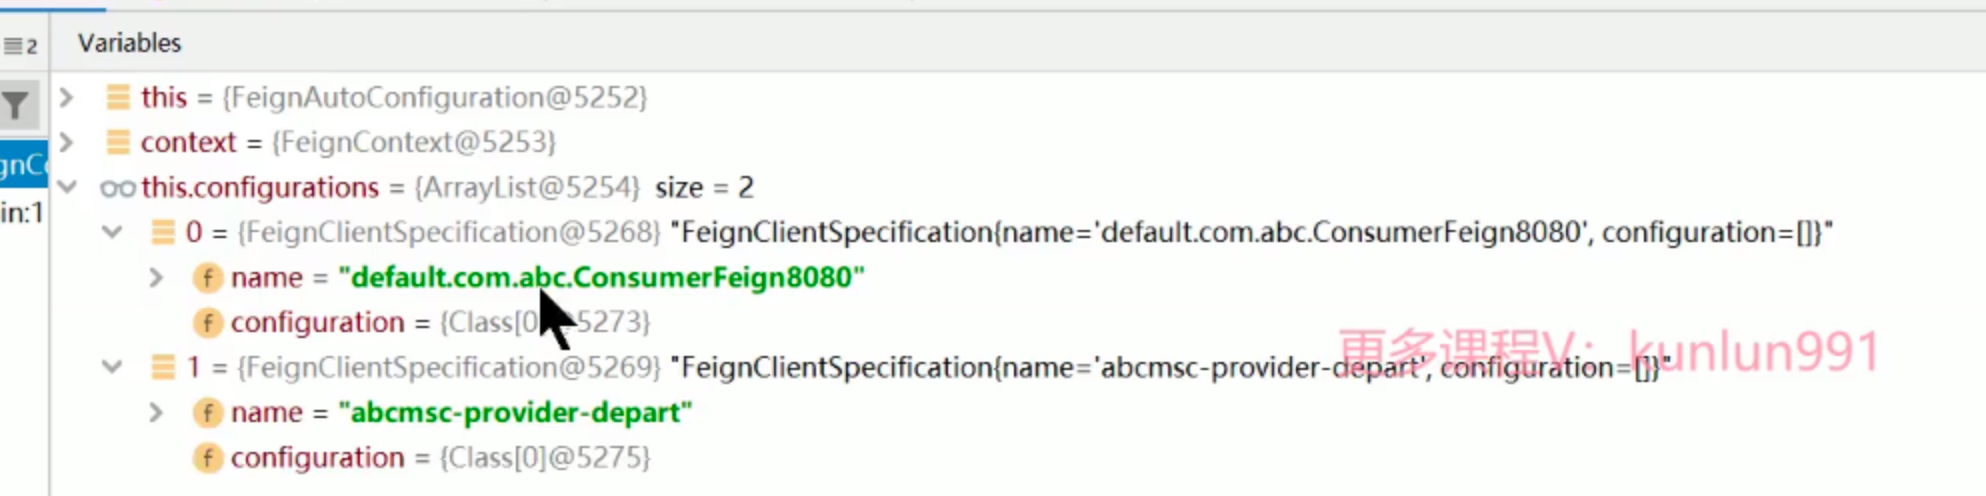 2
Variables
this = {FeignAutoConfiguration@5252}
context = {FeignContext@5253}
gnC
this.configurations = {ArrayList@5254} size = 2
in:1
0 = {FeignClientSpecification@5268} "FeignClientSpecification{name='default.com.abc.ConsumerFeign8080', configuration=[]}"
f name = "default.com.abc.ConsumerFeign8080"
f configuration = {Class[0 5273}
更多课程V：kunlun991
1 = {FeignClientSpecification@5269} "FeignClientSpecification{name='abcmsc-provider-depart', configuration=[]}"
f name = "abcmsc-provider-depart"
f configuration = {Class[0]@5275}